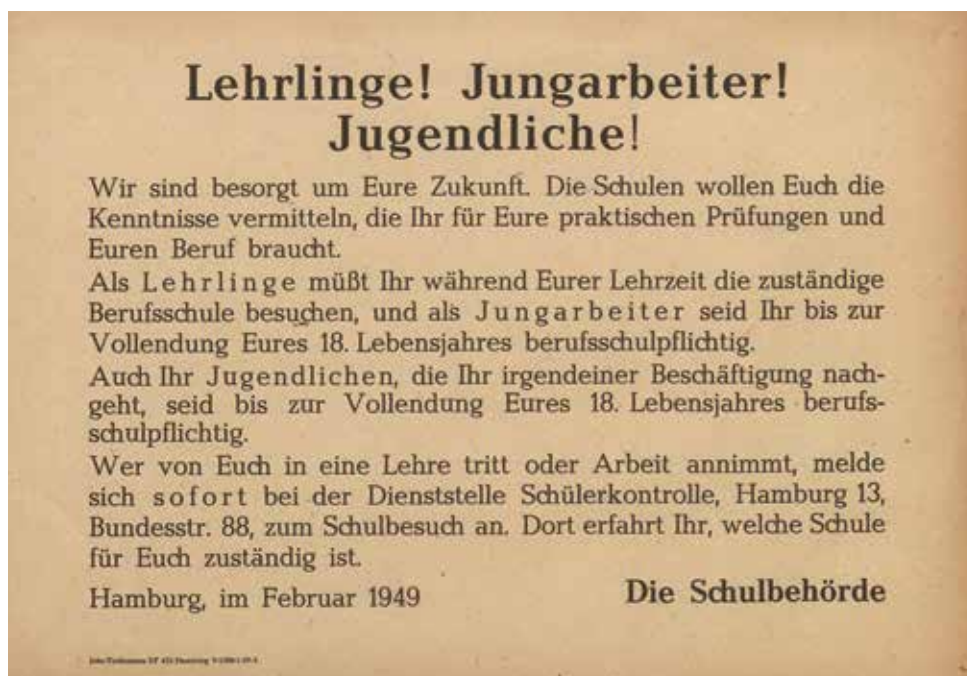 Lehrlinge! Jungarbeiter!
Jugendliche!
Wir sind besorgt um Eure Zukunft. Die Schulen wollen Euch die
Kenntnisse vermitteln, die Ihr für Eure praktischen Prüfungen und
Euren Beruf braucht.
Als Lehrlinge müßt Ihr während Eurer Lehrzeit die zuständige
Berufsschule besuchen, und als Jungarbeiter seid Ihr bis zur
Vollendung Eures 18. Lebensjahres berufsschulpflichtig.
Auch Ihr Jugendlichen, die Ihr irgendeiner Beschäftigung nach-
geht, seid bis zur Vollendung Eures 18. Lebensjahres berufs-
schulpflichtig.
Wer von Euch in eine Lehre tritt oder Arbeit annimmt, melde
sich sofort bei der Dienststelle Schülerkontrolle, Hamburg 13,
Bundesstr. 88, zum Schulbesuch an. Dort erfahrt Ihr, welche Schule
für Euch zuständig ist.
Hamburg, im Februar 1949 Die Schulbehörde